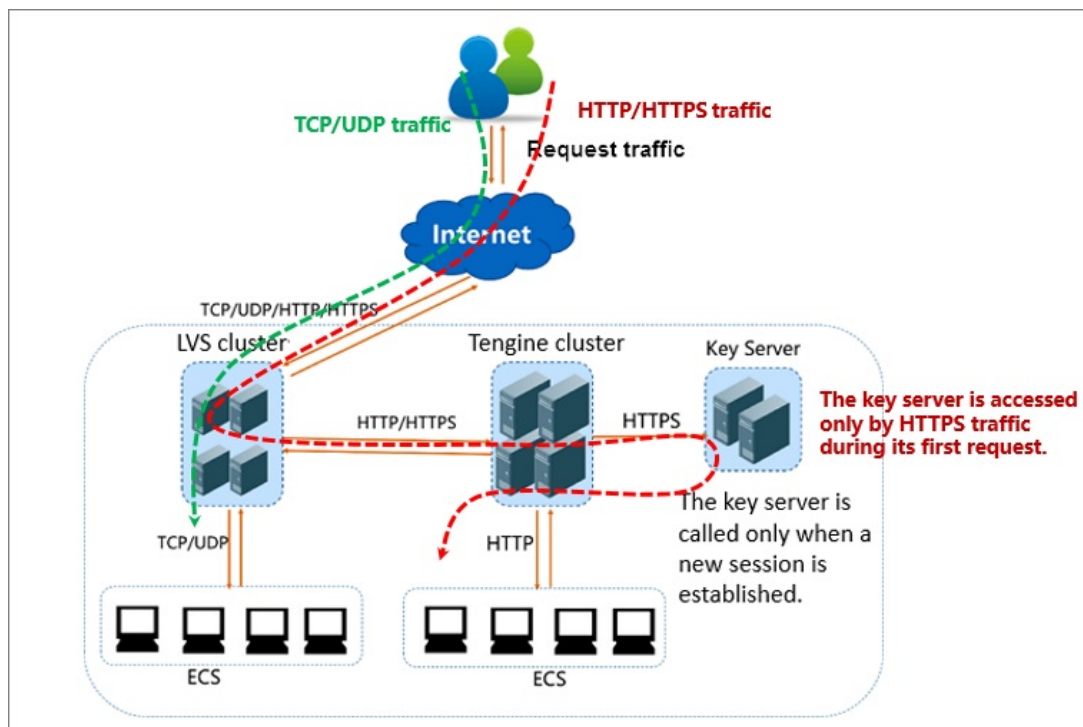 TCP/UDP traffic
HTTP/HTTPS traffic
Request traffic
Internet
TCP/UDP/HTTP/HTTPS
LVS cluster
Tengine cluster
Key Server
HTTP/HTTPS
HTTPS
The key server is accessed
only by HTTPS traffic
during its first request.
The key server is
called only when a
new session is
established.
TCP/UDP
HTTP
ECS
ECS